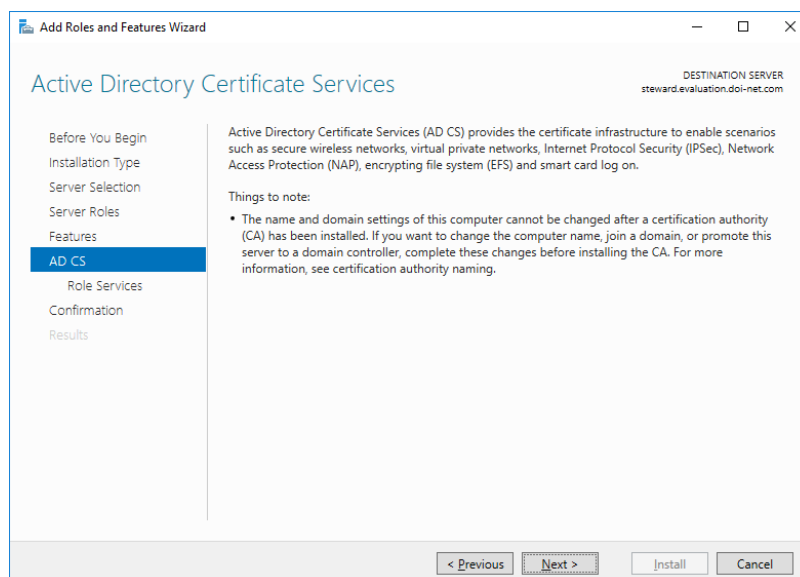 Add Roles and Features Wizard
Active Directory Certificate Services
DESTINATION SERVER
steward.evaluation.doi-net.com
Before You Begin
Installation Type
Server Selection
Server Roles
Features
AD CS
Role Services
Confirmation
Results
Active Directory Certificate Services (AD CS) provides the certificate infrastructure to enable scenarios
such as secure wireless networks, virtual private networks, Internet Protocol Security (IPSec), Network
Access Protection (NAP), encrypting file system (EFS) and smart card log on.
Things to note:
• The name and domain settings of this computer cannot be changed after a certification authority
(CA) has been installed. If you want to change the computer name, join a domain, or promote this
server to a domain controller, complete these changes before installing the CA. For more
information, see certification authority naming.
< Previous
Next >
Install
Cancel